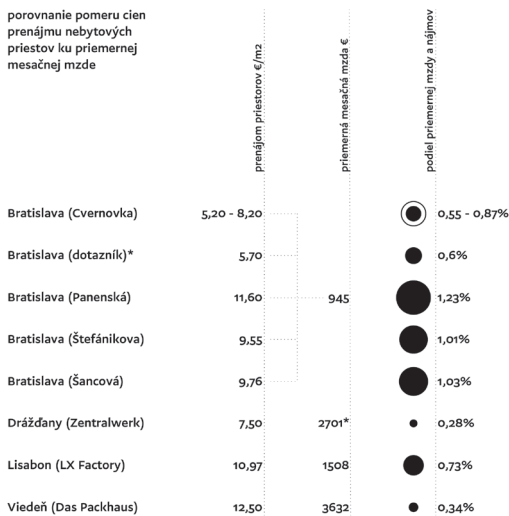 porovnanie pomeru cien
prenájmu nebytových
priestov ku priemernej
mesačnej mzde
prenájom priestorov €/m2
priemerná mesačná mzda €
podiel priemernej mzdy a nájmov
Bratislava (Cvernovka) 5,20 - 8,20 0,55 - 0,87%
Bratislava (dotazník)* 5,70 0,6%
Bratislava (Panenská) 11,60 945 1,23%
Bratislava (Štefánikova) 9,55 1,01%
Bratislava (Šancová) 9,76 1,03%
Drážďany (Zentralwerk) 7,50 2701* 0,28%
Lisabon (LX Factory) 10,97 1508 0,73%
Viedeň (Das Packhaus) 12,50 3632 0,34%